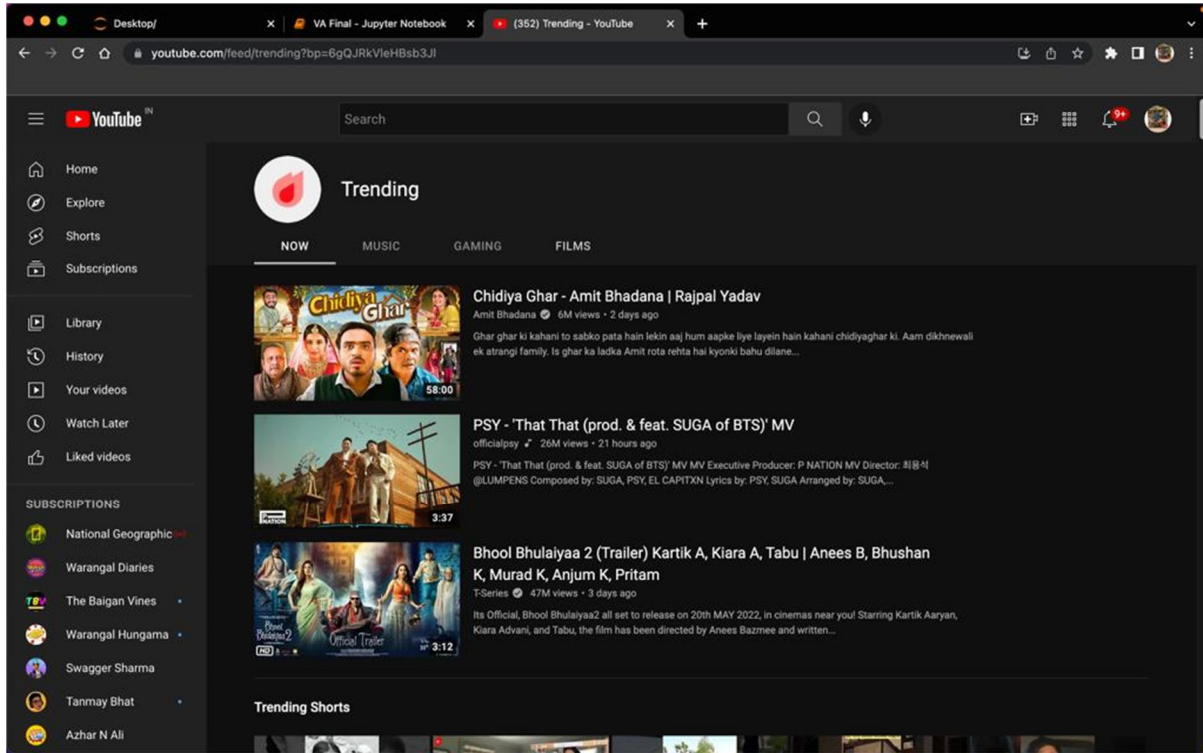 Desktop/
VA Final - Jupyter Notebook
(352) Trending - YouTube
youtube.com/feed/trending?bp=6gQJRkVleHBsb3Jl
YouTube IN
Search
9+
Home
Explore
Shorts
Subscriptions
Library
History
Your videos
Watch Later
Liked videos
SUBSCRIPTIONS
National Geographic
Warangal Diaries
The Baigan Vines
Warangal Hungama
Swagger Sharma
Tanmay Bhat
Azhar N Ali
Trending
NOW MUSIC GAMING FILMS
Chidiya Ghar
58:00
Chidiya Ghar - Amit Bhadana | Rajpal Yadav
Amit Bhadana 6M views • 2 days ago
Ghar ghar ki kahani to sabko pata hain lekin aaj hum aapke liye layein hain kahani chidiyaghar ki. Aam dikhnewali
ek atrangi family. Is ghar ka ladka Amit rota rehta hai kyonki bahu dilane...
P NATION
3:37
PSY - 'That That (prod. & feat. SUGA of BTS)' MV
officialpsy 26M views • 21 hours ago
PSY - 'That That (prod. & feat. SUGA of BTS)' MV MV Executive Producer: P NATION MV Director: 최용석
@LUMPENS Composed by: SUGA, PSY, EL CAPITXN Lyrics by: PSY, SUGA Arranged by: SUGA,...
Bhool
Bhulaiyaa2
Official Trailer
HD
3:12
Bhool Bhulaiyaa 2 (Trailer) Kartik A, Kiara A, Tabu | Anees B, Bhushan
K, Murad K, Anjum K, Pritam
T-Series 47M views • 3 days ago
Its Official, Bhool Bhulaiyaa2 all set to release on 20th MAY 2022, in cinemas near you! Starring Kartik Aaryan,
Kiara Advani, and Tabu, the film has been directed by Anees Bazmee and written...
Trending Shorts